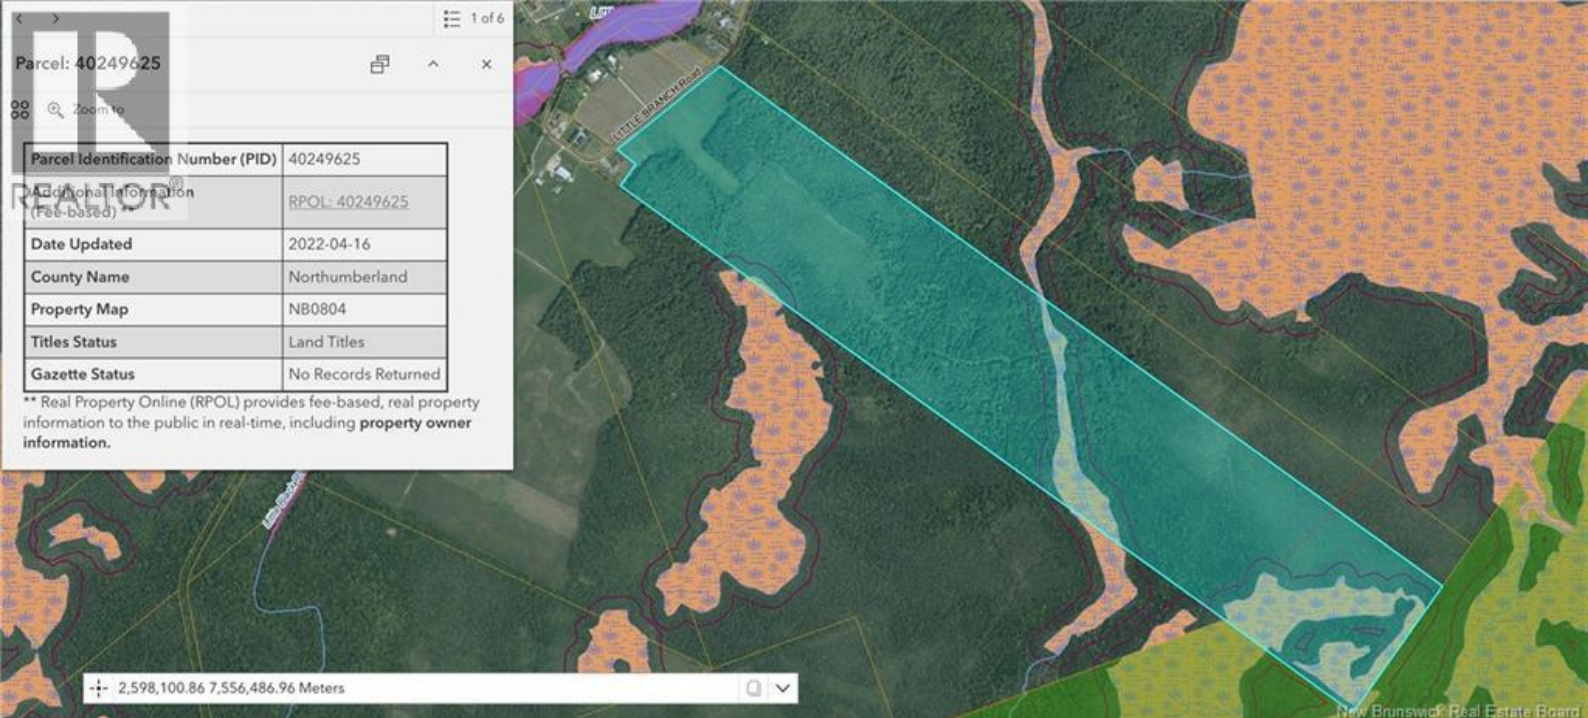 1 of 6
Parcel: 40249625
Zoom to
Parcel Identification Number (PID) 40249625
Additional Information
(Fee-based) ** RPOL: 40249625
Date Updated 2022-04-16
County Name Northumberland
Property Map NB0804
Titles Status Land Titles
Gazette Status No Records Returned
** Real Property Online (RPOL) provides fee-based, real property
information to the public in real-time, including property owner
information.
REALTOR®
LITTLE BRANCH Road
2,598,100.86 7,556,486.96 Meters
New Brunswick Real Estate Board